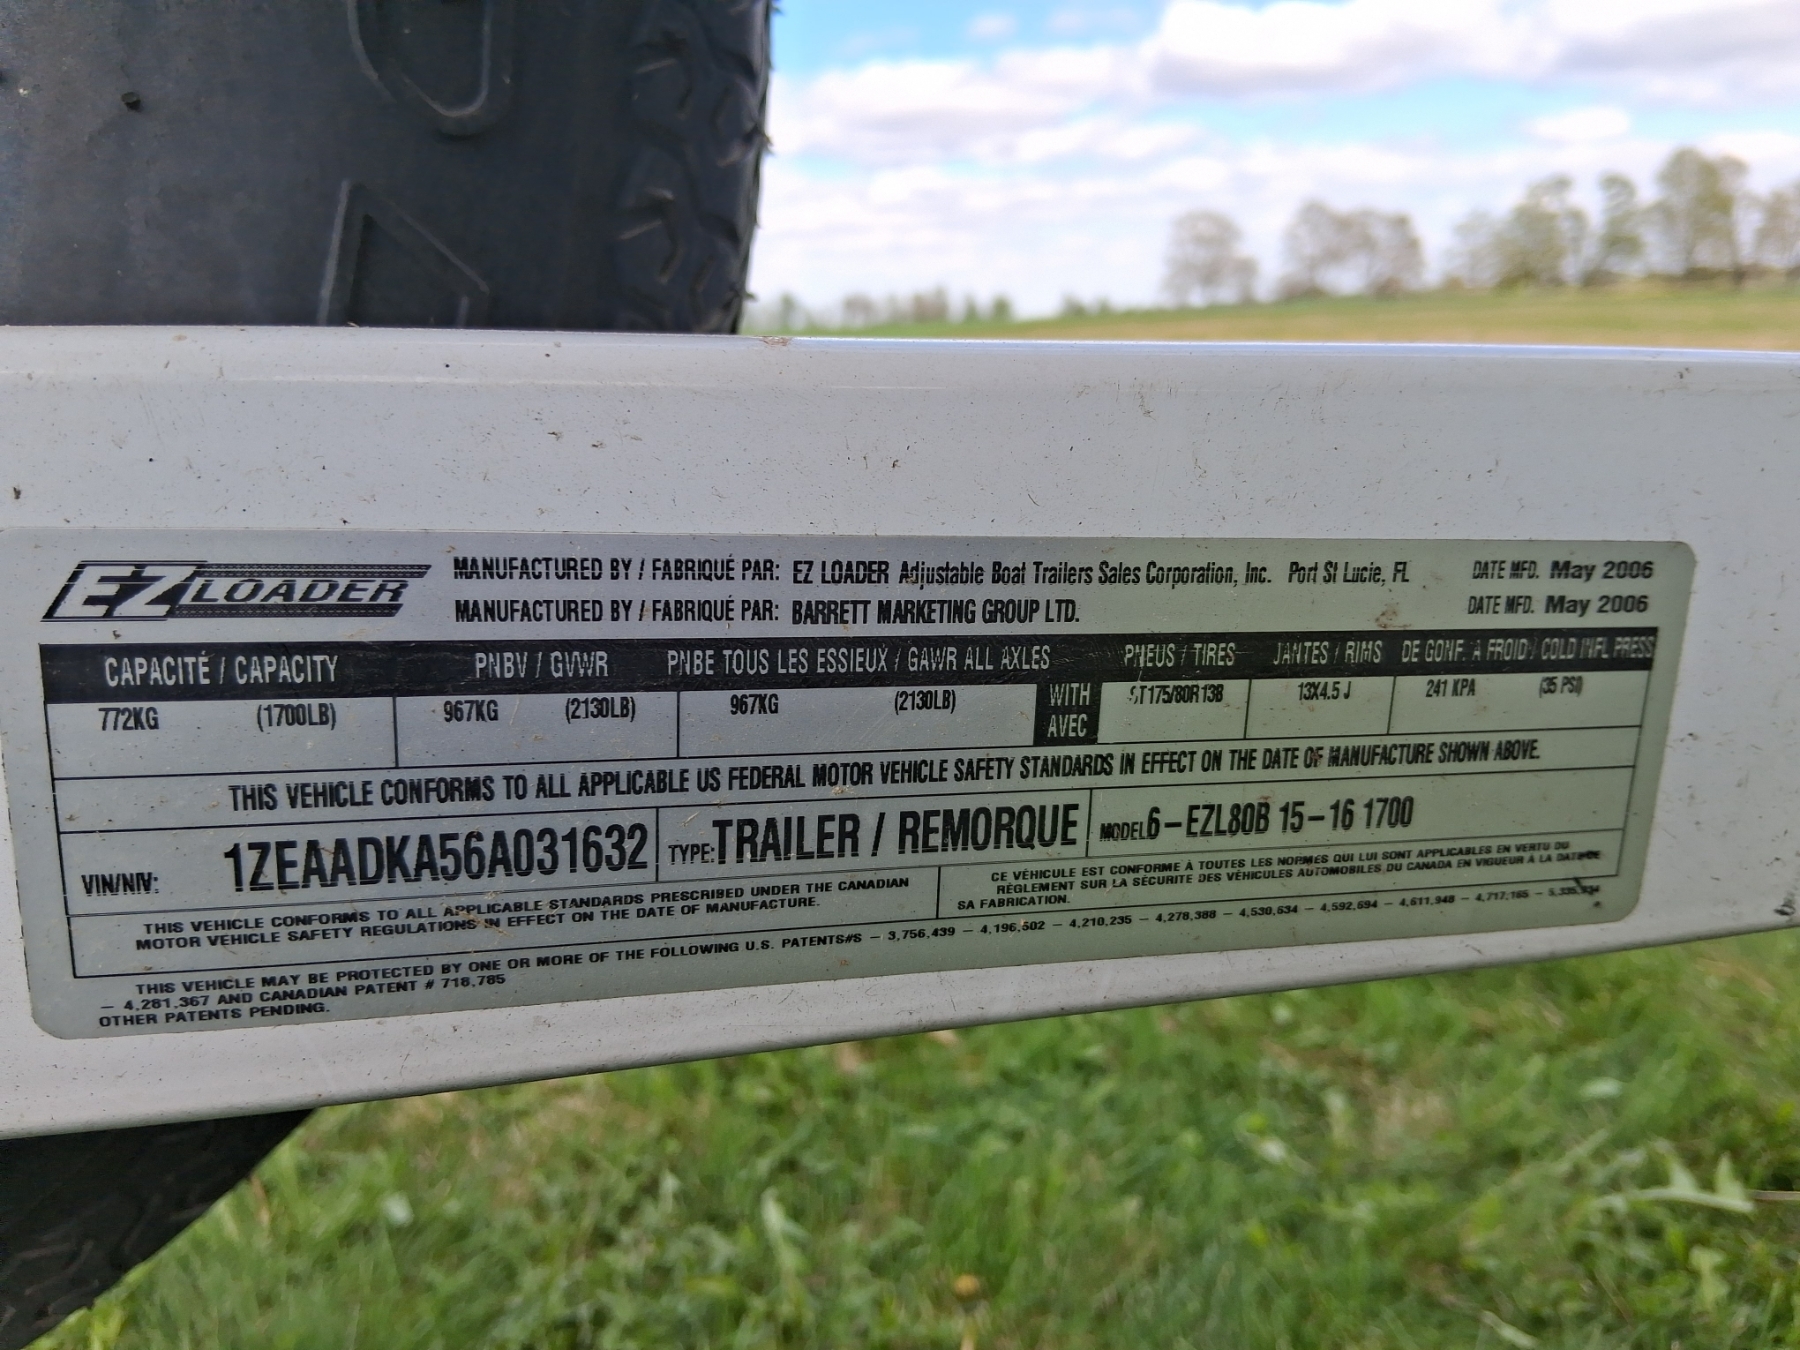 EZ LOADER
MANUFACTURED BY / FABRIQUÉ PAR: EZ LOADER Adjustable Boat Trailers Sales Corporation, Inc. Port St Lucie, FL DATE MFD. May 2006
MANUFACTURED BY / FABRIQUÉ PAR: BARRETT MARKETING GROUP LTD. DATE MFD. May 2006
CAPACITÉ / CAPACITY PNBV / GVWR PNBE TOUS LES ESSIEUX / GAWR ALL AXLES PNEUS / TIRES JANTES / RIMS DE GONF. À FROID / COLD INFL PRESS
772KG (1700LB) 967KG (2130LB) 967KG (2130LB) WITH AVEC ST175/80R13B 13X4.5 J 241 KPA (35 PSI)
THIS VEHICLE CONFORMS TO ALL APPLICABLE US FEDERAL MOTOR VEHICLE SAFETY STANDARDS IN EFFECT ON THE DATE OF MANUFACTURE SHOWN ABOVE.
VIN/NIV: 1ZEAADKA56A031632 TYPE: TRAILER / REMORQUE MODEL 6-EZL80B 15-16 1700
THIS VEHICLE CONFORMS TO ALL APPLICABLE STANDARDS PRESCRIBED UNDER THE CANADIAN
MOTOR VEHICLE SAFETY REGULATIONS IN EFFECT ON THE DATE OF MANUFACTURE.
CE VÉHICULE EST CONFORME À TOUTES LES NORMES QUI LUI SONT APPLICABLES EN VERTU DU
RÈGLEMENT SUR LA SÉCURITE DES VÉHICULES AUTOMOBILES DU CANADA EN VIGUEUR À LA DATE DE
SA FABRICATION.
THIS VEHICLE MAY BE PROTECTED BY ONE OR MORE OF THE FOLLOWING U.S. PATENTS#S – 3,756,439 – 4,196,502 – 4,210,235 – 4,278,388 – 4,530,634 – 4,592,694 – 4,611,948 – 4,717,165
– 4,281,367 AND CANADIAN PATENT # 718,785
OTHER PATENTS PENDING.